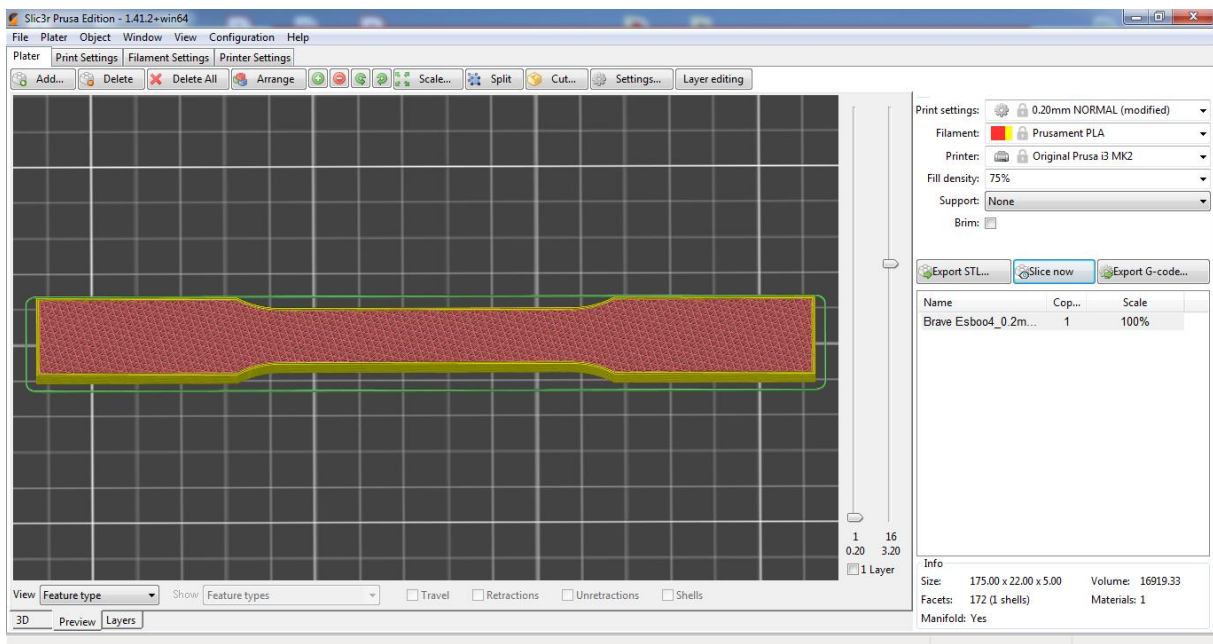 Slic3r Prusa Edition - 1.41.2+win64
File Plater Object Window View Configuration Help
Plater Print Settings Filament Settings Printer Settings
Add... Delete Delete All Arrange Scale... Split Cut... Settings... Layer editing
Print settings: 0.20mm NORMAL (modified)
Filament: Prusament PLA
Printer: Original Prusa i3 MK2
Fill density: 75%
Support: None
Brim:
Export STL... Slice now Export G-code...
Name Cop... Scale
Brave Esboo4_0.2m... 1 100%
1 16
0.20 3.20
1 Layer
Info
Size: 175.00 x 22.00 x 5.00 Volume: 16919.33
Facets: 172 (1 shells) Materials: 1
Manifold: Yes
View Feature type Show Feature types Travel Retractions Unretractions Shells
3D Preview Layers